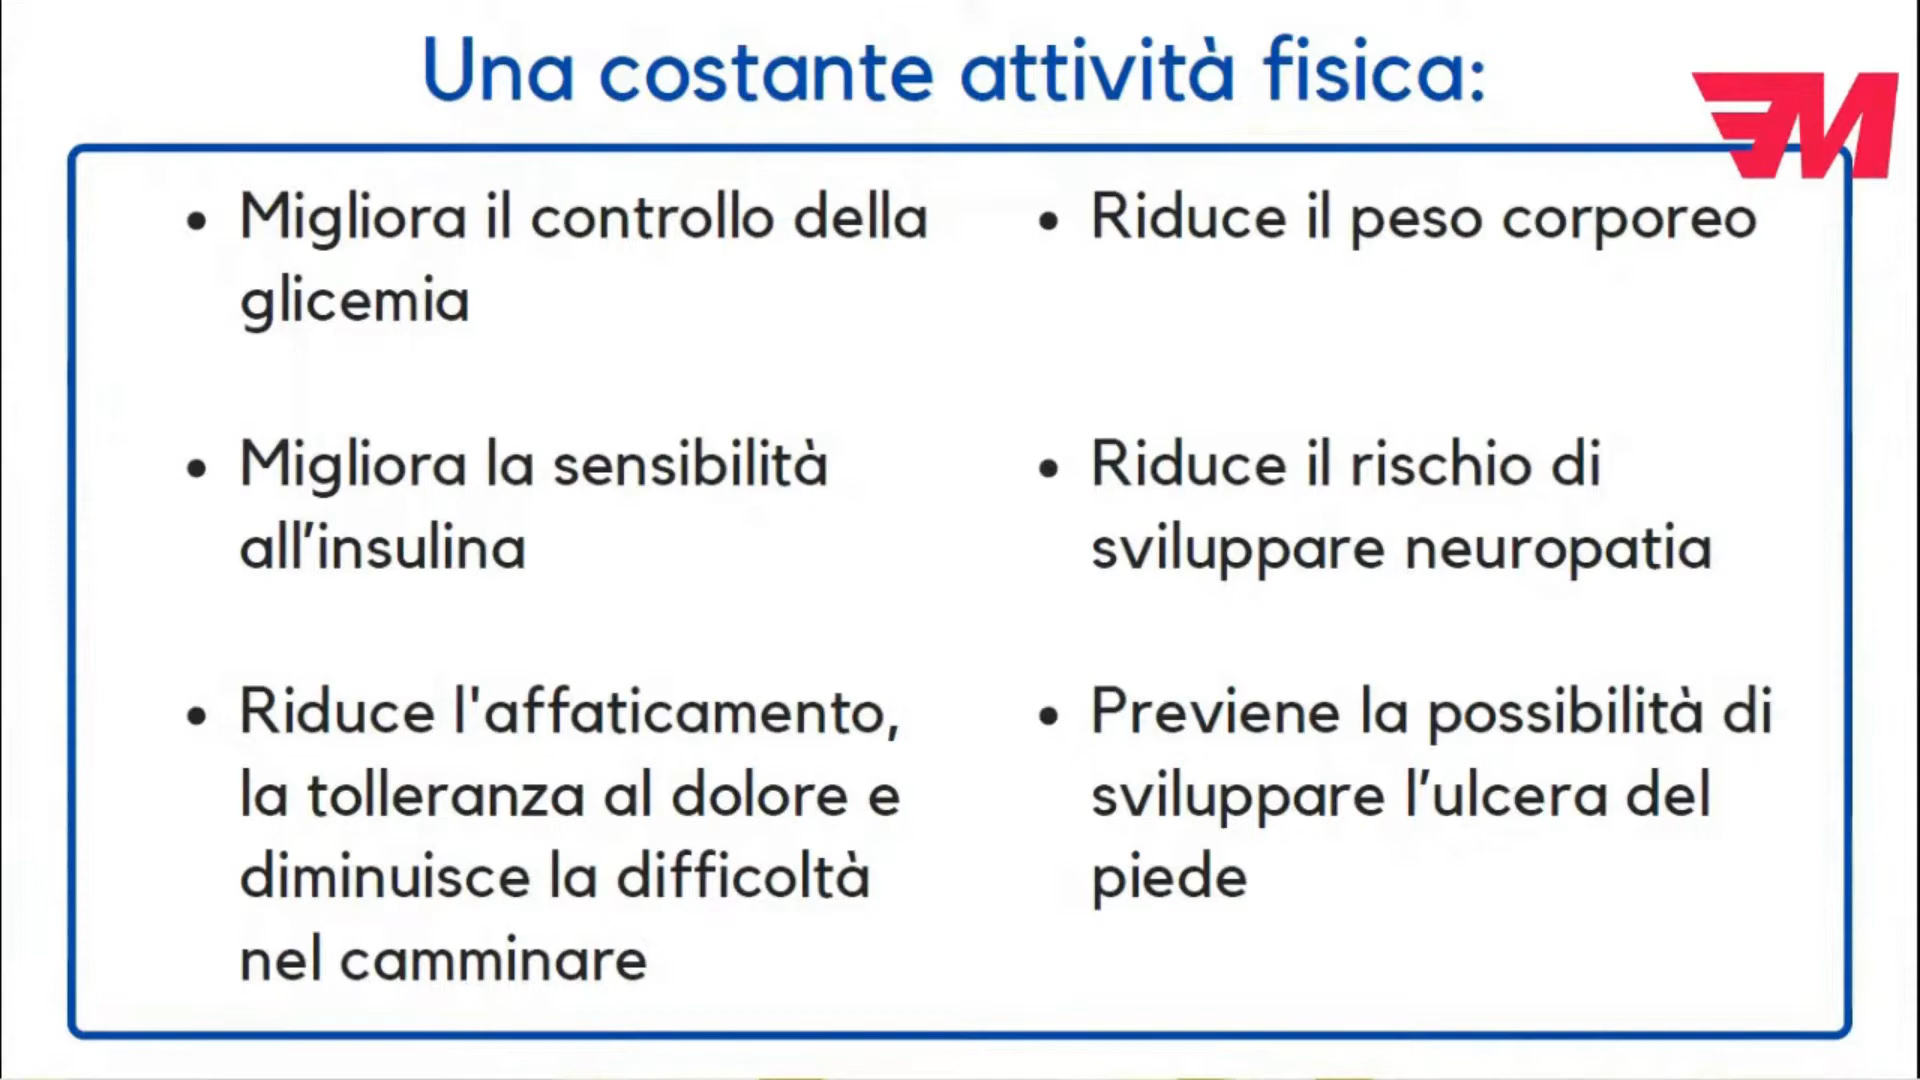 Una costante attività fisica:
• Migliora il controllo della
glicemia
• Migliora la sensibilità
all’insulina
• Riduce l'affaticamento,
la tolleranza al dolore e
diminuisce la difficoltà
nel camminare
• Riduce il peso corporeo
• Riduce il rischio di
sviluppare neuropatia
• Previene la possibilità di
sviluppare l’ulcera del
piede
M